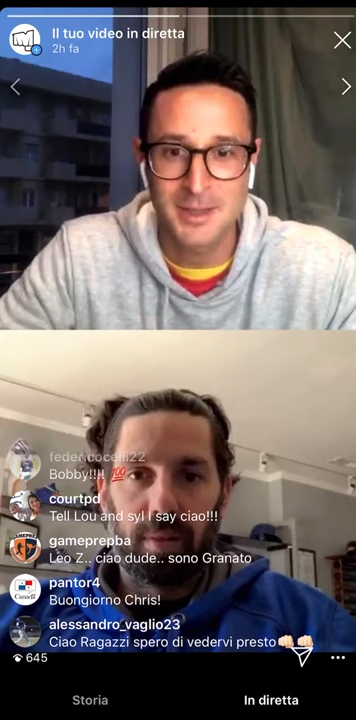 Il tuo video in diretta
2h fa
federicocelli22
Bobby!!!! 💯
courtpd
Tell Lou and syl I say ciao!!!
gameprepba
Leo Z.. ciao dude.. sono Granato
pantor4
Buongiorno Chris!
alessandro_vaglio23
Ciao Ragazzi spero di vedervi presto👊🏻👊🏻
645
Storia
In diretta